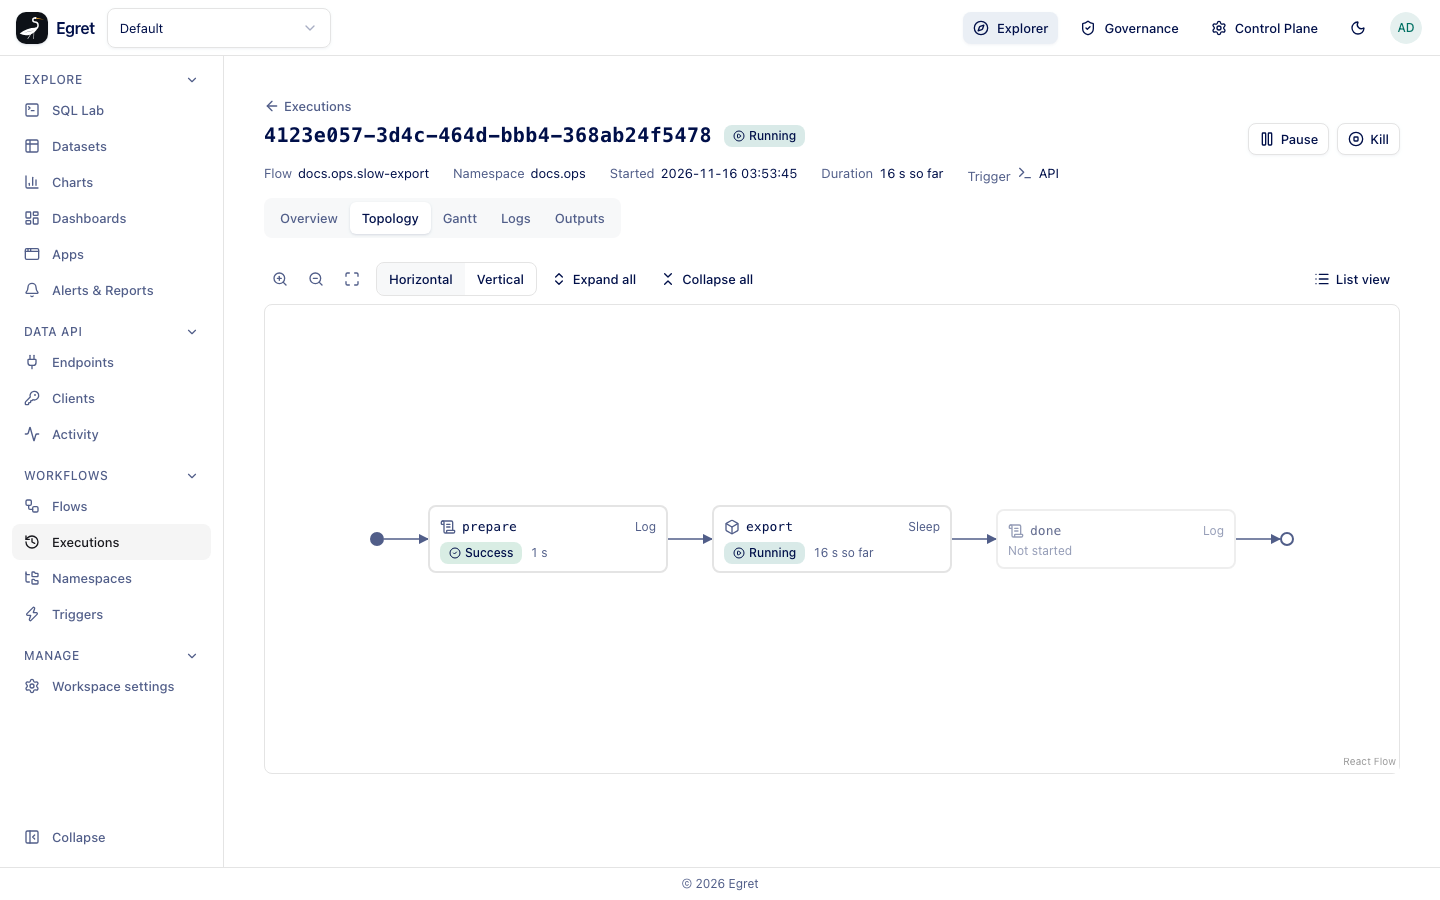 Egret
Default
Explorer
Governance
Control Plane
AD
EXPLORE
SQL Lab
Datasets
Charts
Dashboards
Apps
Alerts & Reports
DATA API
Endpoints
Clients
Activity
WORKFLOWS
Flows
Executions
Namespaces
Triggers
MANAGE
Workspace settings
Collapse
Executions
4123e057-3d4c-464d-bbb4-368ab24f5478 Running
Pause
Kill
Flow docs.ops.slow-export Namespace docs.ops Started 2026-11-16 03:53:45 Duration 16 s so far Trigger API
Overview Topology Gantt Logs Outputs
Horizontal Vertical Expand all Collapse all List view
prepare Log
Success 1 s
export Sleep
Running 16 s so far
done Log
Not started
React Flow
© 2026 Egret